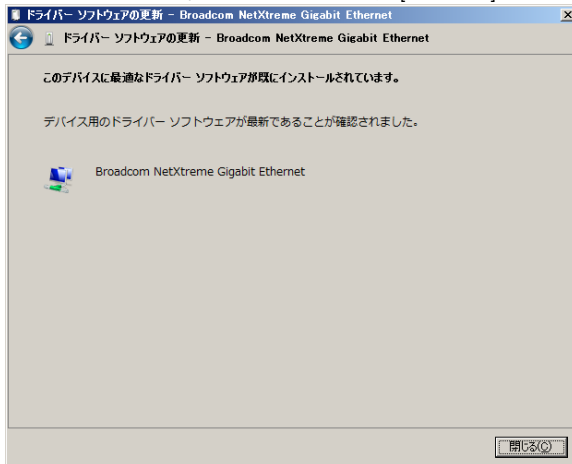 ドライバー ソフトウェアの更新 - Broadcom NetXtreme Gigabit Ethernet
ドライバー ソフトウェアの更新 - Broadcom NetXtreme Gigabit Ethernet
このデバイスに最適なドライバー ソフトウェアが既にインストールされています。
デバイス用のドライバー ソフトウェアが最新であることが確認されました。
Broadcom NetXtreme Gigabit Ethernet
閉じる(C)